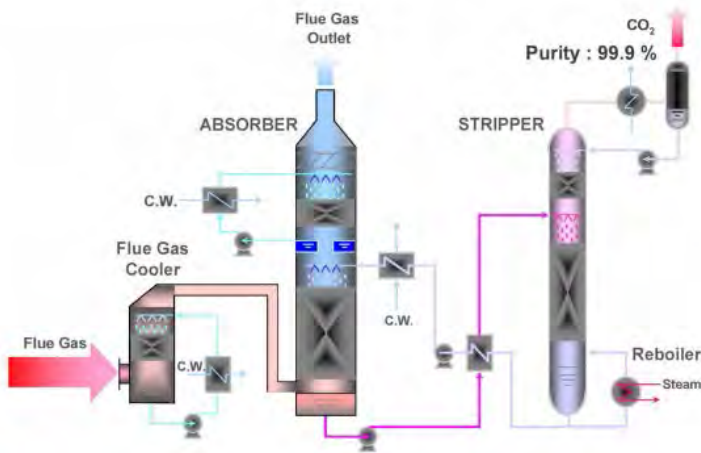 Flue Gas
Outlet
CO₂
Purity : 99.9 %
ABSORBER
STRIPPER
C.W.
Flue Gas
Cooler
C.W.
Flue Gas
C.W.
Reboiler
Steam